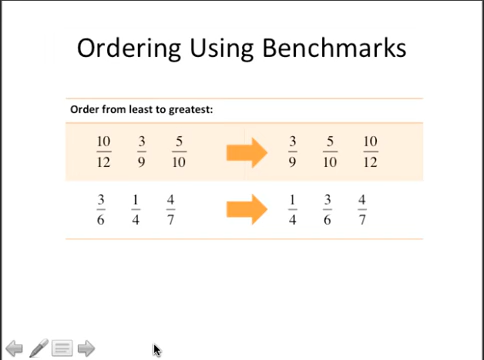 Ordering Using Benchmarks
Order from least to greatest:
10/12 3/9 5/10 3/9 5/10 10/12
3/6 1/4 4/7 1/4 3/6 4/7